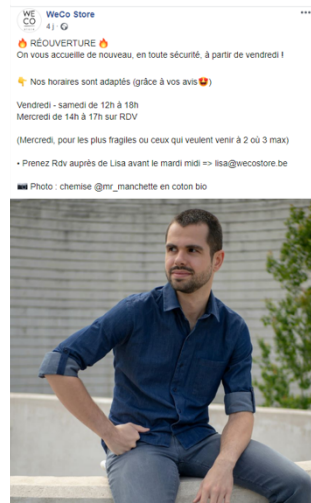 WE
CO
WeCo Store
4 j ·
🔥 RÉOUVERTURE 🔥
On vous accueille de nouveau, en toute sécurité, à partir de vendredi !
👇 Nos horaires sont adaptés (grâce à vos avis🤩)
Vendredi - samedi de 12h à 18h
Mercredi de 14h à 17h sur RDV
(Mercredi, pour les plus fragiles ou ceux qui veulent venir à 2 où 3 max)
• Prenez Rdv auprès de Lisa avant le mardi midi => lisa@wecostore.be
📷 Photo : chemise @mr_manchette en coton bio